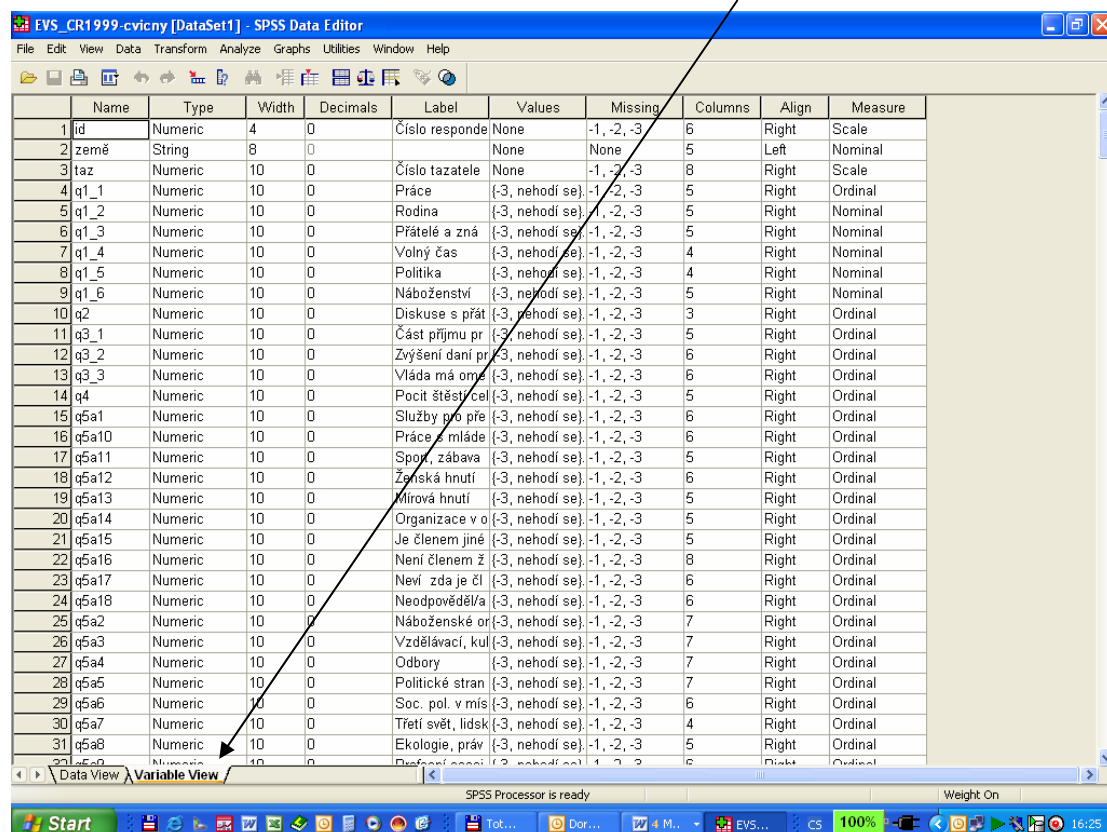 EVS_CR1999-cvicny [DataSet1] - SPSS Data Editor
File Edit View Data Transform Analyze Graphs Utilities Window Help
Name Type Width Decimals Label Values Missing Columns Align Measure
1 id Numeric 4 0 Číslo responde None -1, -2, -3 6 Right Scale
2 země String 8 0 None None 5 Left Nominal
3 taz Numeric 10 0 Číslo tazatele None -1, -2, -3 8 Right Scale
4 q1_1 Numeric 10 0 Práce {-3, nehodí se}. -1, -2, -3 5 Right Ordinal
5 q1_2 Numeric 10 0 Rodina {-3, nehodí se}. -1, -2, -3 5 Right Nominal
6 q1_3 Numeric 10 0 Přátelé a zná {-3, nehodí se}. -1, -2, -3 5 Right Nominal
7 q1_4 Numeric 10 0 Volný čas {-3, nehodí se}. -1, -2, -3 4 Right Nominal
8 q1_5 Numeric 10 0 Politika {-3, nehodí se}. -1, -2, -3 4 Right Nominal
9 q1_6 Numeric 10 0 Náboženství {-3, nehodí se}. -1, -2, -3 5 Right Nominal
10 q2 Numeric 10 0 Diskuse s přát {-3, nehodí se}. -1, -2, -3 3 Right Ordinal
11 q3_1 Numeric 10 0 Část příjmu pr {-3, nehodí se}. -1, -2, -3 5 Right Ordinal
12 q3_2 Numeric 10 0 Zvýšení daní pr {-3, nehodí se}. -1, -2, -3 6 Right Ordinal
13 q3_3 Numeric 10 0 Vláda má ome {-3, nehodí se}. -1, -2, -3 6 Right Ordinal
14 q4 Numeric 10 0 Pocit štěstí cel {-3, nehodí se}. -1, -2, -3 6 Right Ordinal
15 q5a1 Numeric 10 0 Služby pro pře {-3, nehodí se}. -1, -2, -3 6 Right Ordinal
16 q5a10 Numeric 10 0 Práce s mláde {-3, nehodí se}. -1, -2, -3 6 Right Ordinal
17 q5a11 Numeric 10 0 Sport, zábava {-3, nehodí se}. -1, -2, -3 5 Right Ordinal
18 q5a12 Numeric 10 0 Ženská hnutí {-3, nehodí se}. -1, -2, -3 6 Right Ordinal
19 q5a13 Numeric 10 0 Mírová hnutí {-3, nehodí se}. -1, -2, -3 5 Right Ordinal
20 q5a14 Numeric 10 0 Organizace v o {-3, nehodí se}. -1, -2, -3 5 Right Ordinal
21 q5a15 Numeric 10 0 Je členem jiné {-3, nehodí se}. -1, -2, -3 5 Right Ordinal
22 q5a16 Numeric 10 0 Není členem ž {-3, nehodí se}. -1, -2, -3 8 Right Ordinal
23 q5a17 Numeric 10 0 Neví zda je čl {-3, nehodí se}. -1, -2, -3 6 Right Ordinal
24 q5a18 Numeric 10 0 Neodpověděl/a {-3, nehodí se}. -1, -2, -3 6 Right Ordinal
25 q5a2 Numeric 10 0 Náboženské or {-3, nehodí se}. -1, -2, -3 7 Right Ordinal
26 q5a3 Numeric 10 0 Vzdělávací, kul {-3, nehodí se}. -1, -2, -3 7 Right Ordinal
27 q5a4 Numeric 10 0 Odbory {-3, nehodí se}. -1, -2, -3 7 Right Ordinal
28 q5a5 Numeric 10 0 Politické stran {-3, nehodí se}. -1, -2, -3 7 Right Ordinal
29 q5a6 Numeric 10 0 Soc. pol. v mís {-3, nehodí se}. -1, -2, -3 6 Right Ordinal
30 q5a7 Numeric 10 0 Třetí svět, lidsk {-3, nehodí se}. -1, -2, -3 4 Right Ordinal
31 q5a8 Numeric 10 0 Ekologie, práv {-3, nehodí se}. -1, -2, -3 5 Right Ordinal
Data View Variable View
SPSS Processor is ready Weight On
Start Tot... Dor... 4 M.. EVS... CS 100% 16:25